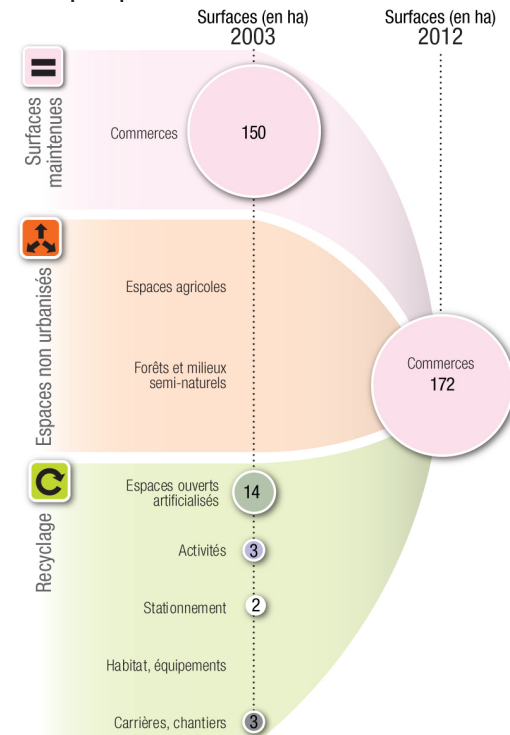 Surfaces (en ha)
2003
Surfaces (en ha)
2012
Surfaces
maintenues
Commerces
150
Espaces non urbanisés
Espaces agricoles
Forêts et milieux
semi-naturels
Commerces
172
Recyclage
Espaces ouverts
artificialisés
14
Activités
3
Stationnement
2
Habitat, équipements
Carrières, chantiers
3